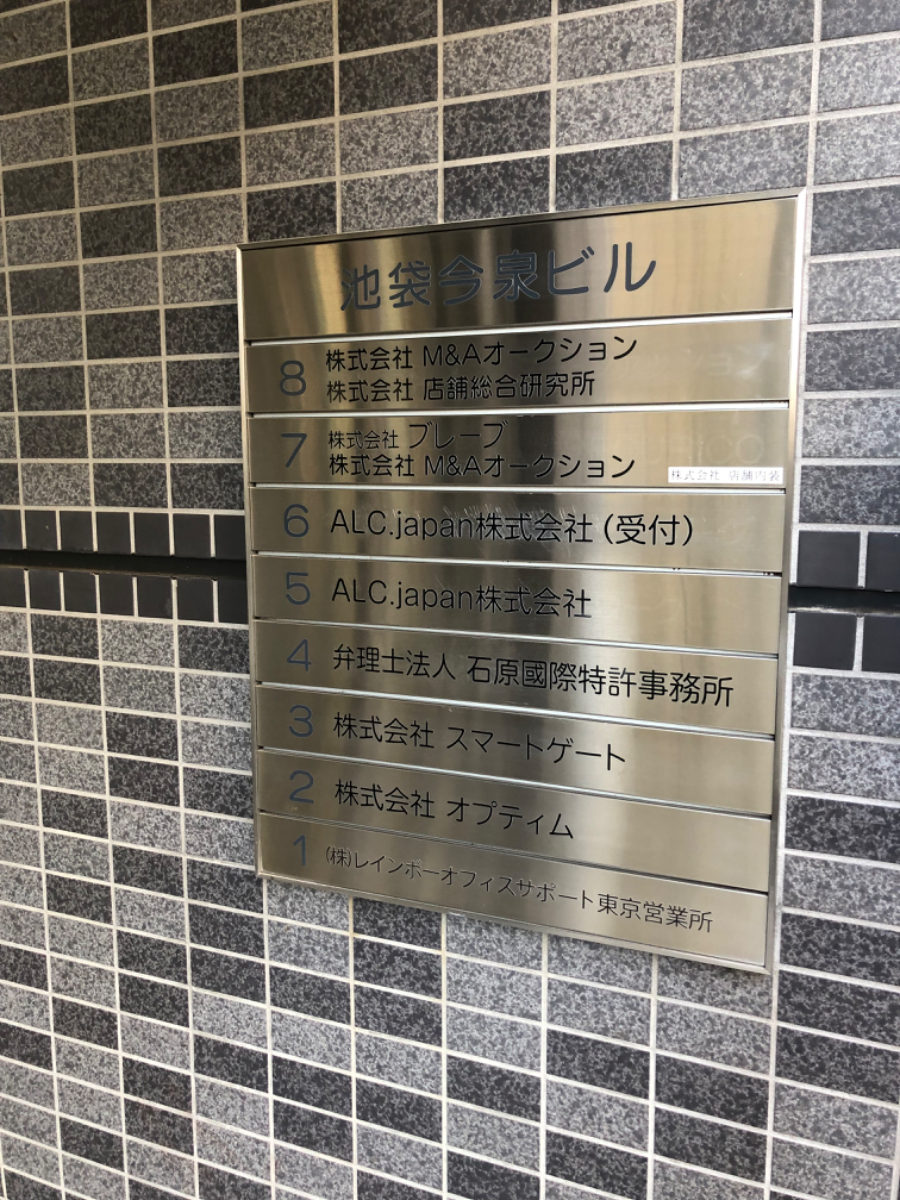 池袋今泉ビル
8 株式会社 M&Aオークション
株式会社 店舗総合研究所
7 株式会社 ブレーブ
株式会社 M&Aオークション
株式会社 店舗内装
6 ALC.japan株式会社(受付)
5 ALC.japan株式会社
4 弁理士法人 石原國際特許事務所
3 株式会社 スマートゲート
2 株式会社 オプティム
1 (株)レインボーオフィスサポート東京営業所